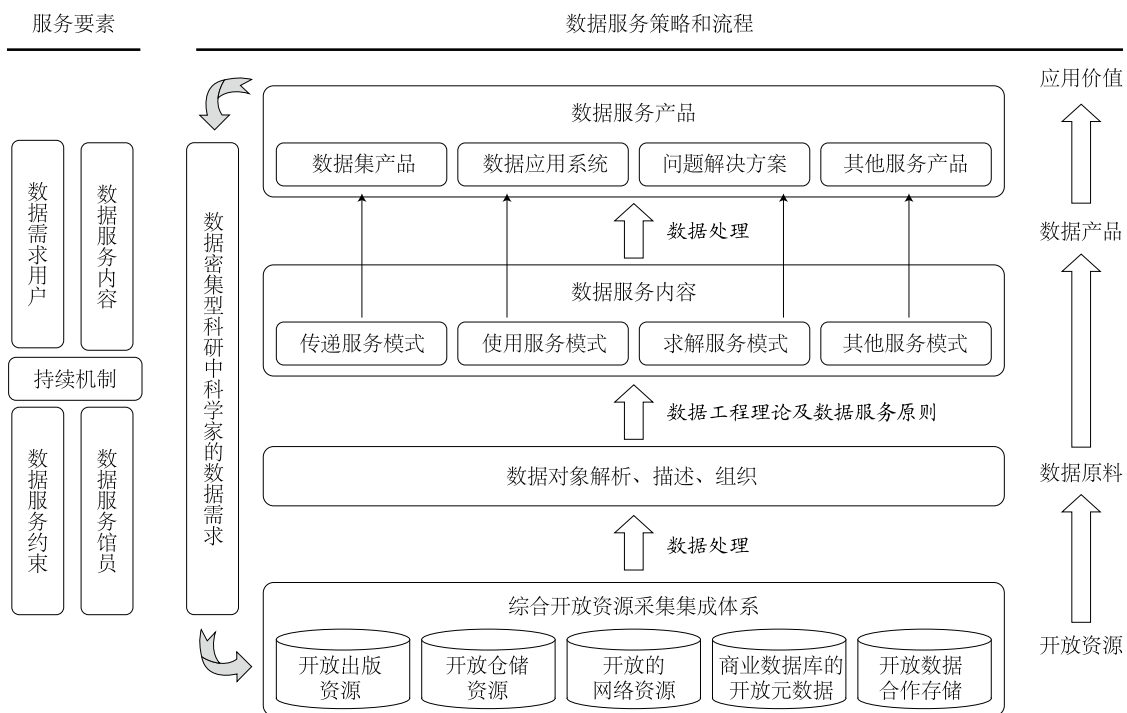 服务要素
数据服务策略和流程
数据需求用户
数据服务内容
持续机制
数据服务约束
数据服务馆员
数据密集型科研中科学家的数据需求
数据服务产品
数据集产品
数据应用系统
问题解决方案
其他服务产品
数据处理
数据服务内容
传递服务模式
使用服务模式
求解服务模式
其他服务模式
数据工程理论及数据服务原则
数据对象解析、描述、组织
数据处理
综合开放资源采集集成体系
开放出版
资源
开放仓储
资源
开放的
网络资源
商业数据库的
开放元数据
开放数据
合作存储
应用价值
数据产品
数据原料
开放资源